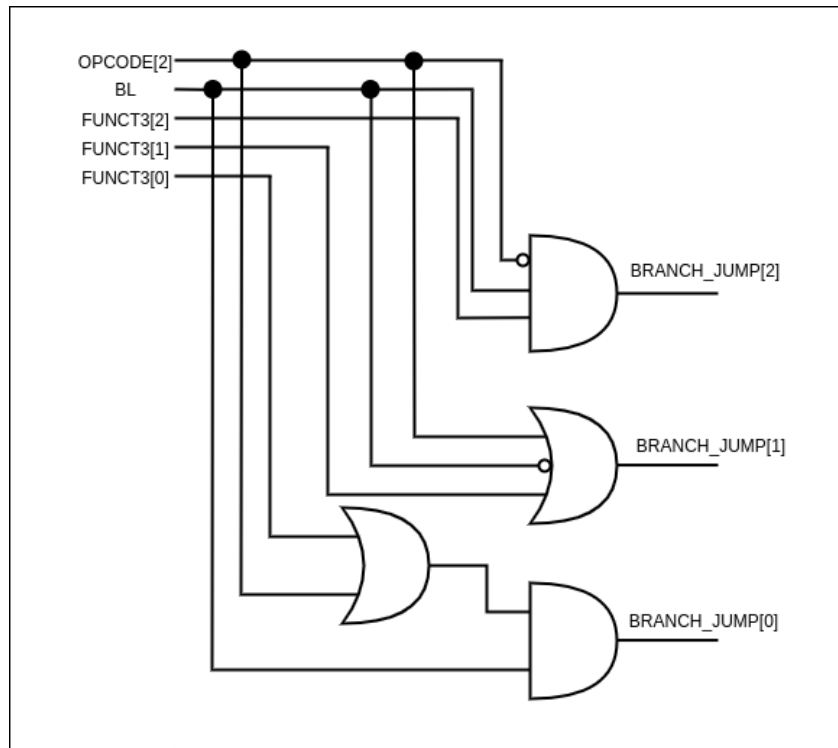 OPCODE[2]
BL
FUNCT3[2]
FUNCT3[1]
FUNCT3[0]
BRANCH_JUMP[2]
BRANCH_JUMP[1]
BRANCH_JUMP[0]